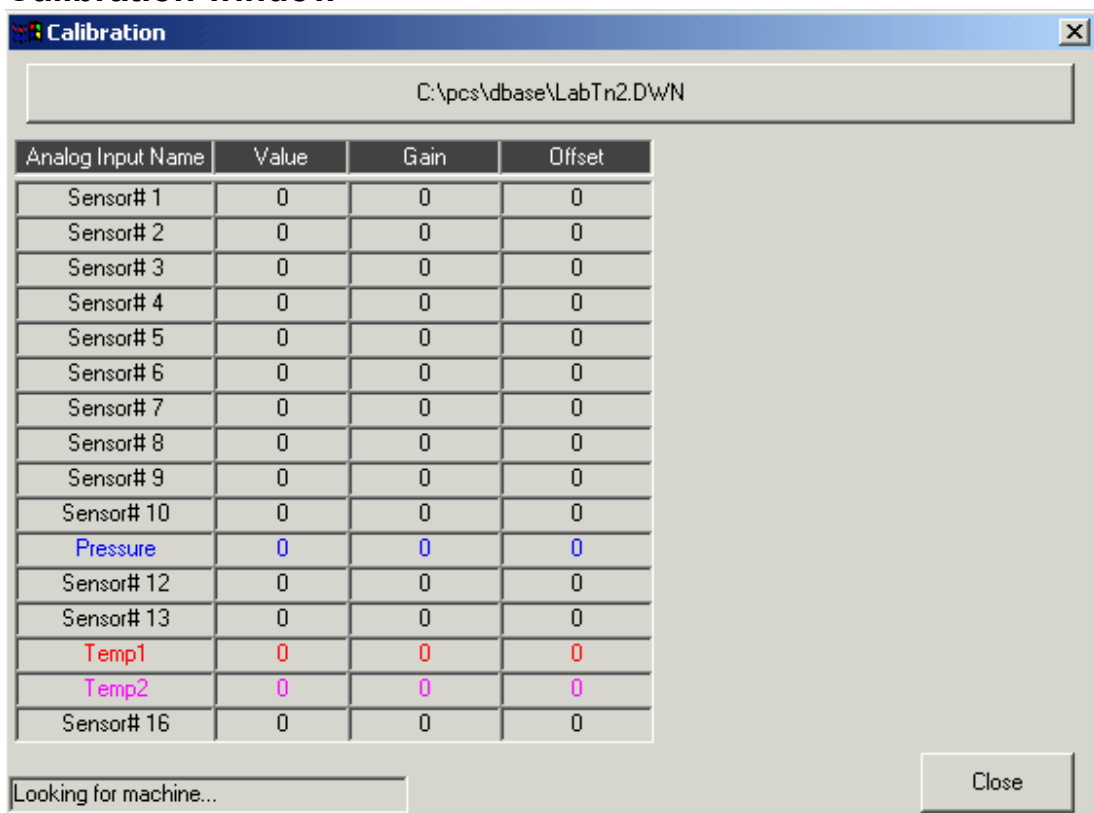 Calibration
C:\pcs\dbase\LabTn2.DWN
Analog Input Name Value Gain Offset
Sensor# 1 0 0 0
Sensor# 2 0 0 0
Sensor# 3 0 0 0
Sensor# 4 0 0 0
Sensor# 5 0 0 0
Sensor# 6 0 0 0
Sensor# 7 0 0 0
Sensor# 8 0 0 0
Sensor# 9 0 0 0
Sensor# 10 0 0 0
Pressure 0 0 0
Sensor# 12 0 0 0
Sensor# 13 0 0 0
Temp1 0 0 0
Temp2 0 0 0
Sensor# 16 0 0 0
Looking for machine...
Close